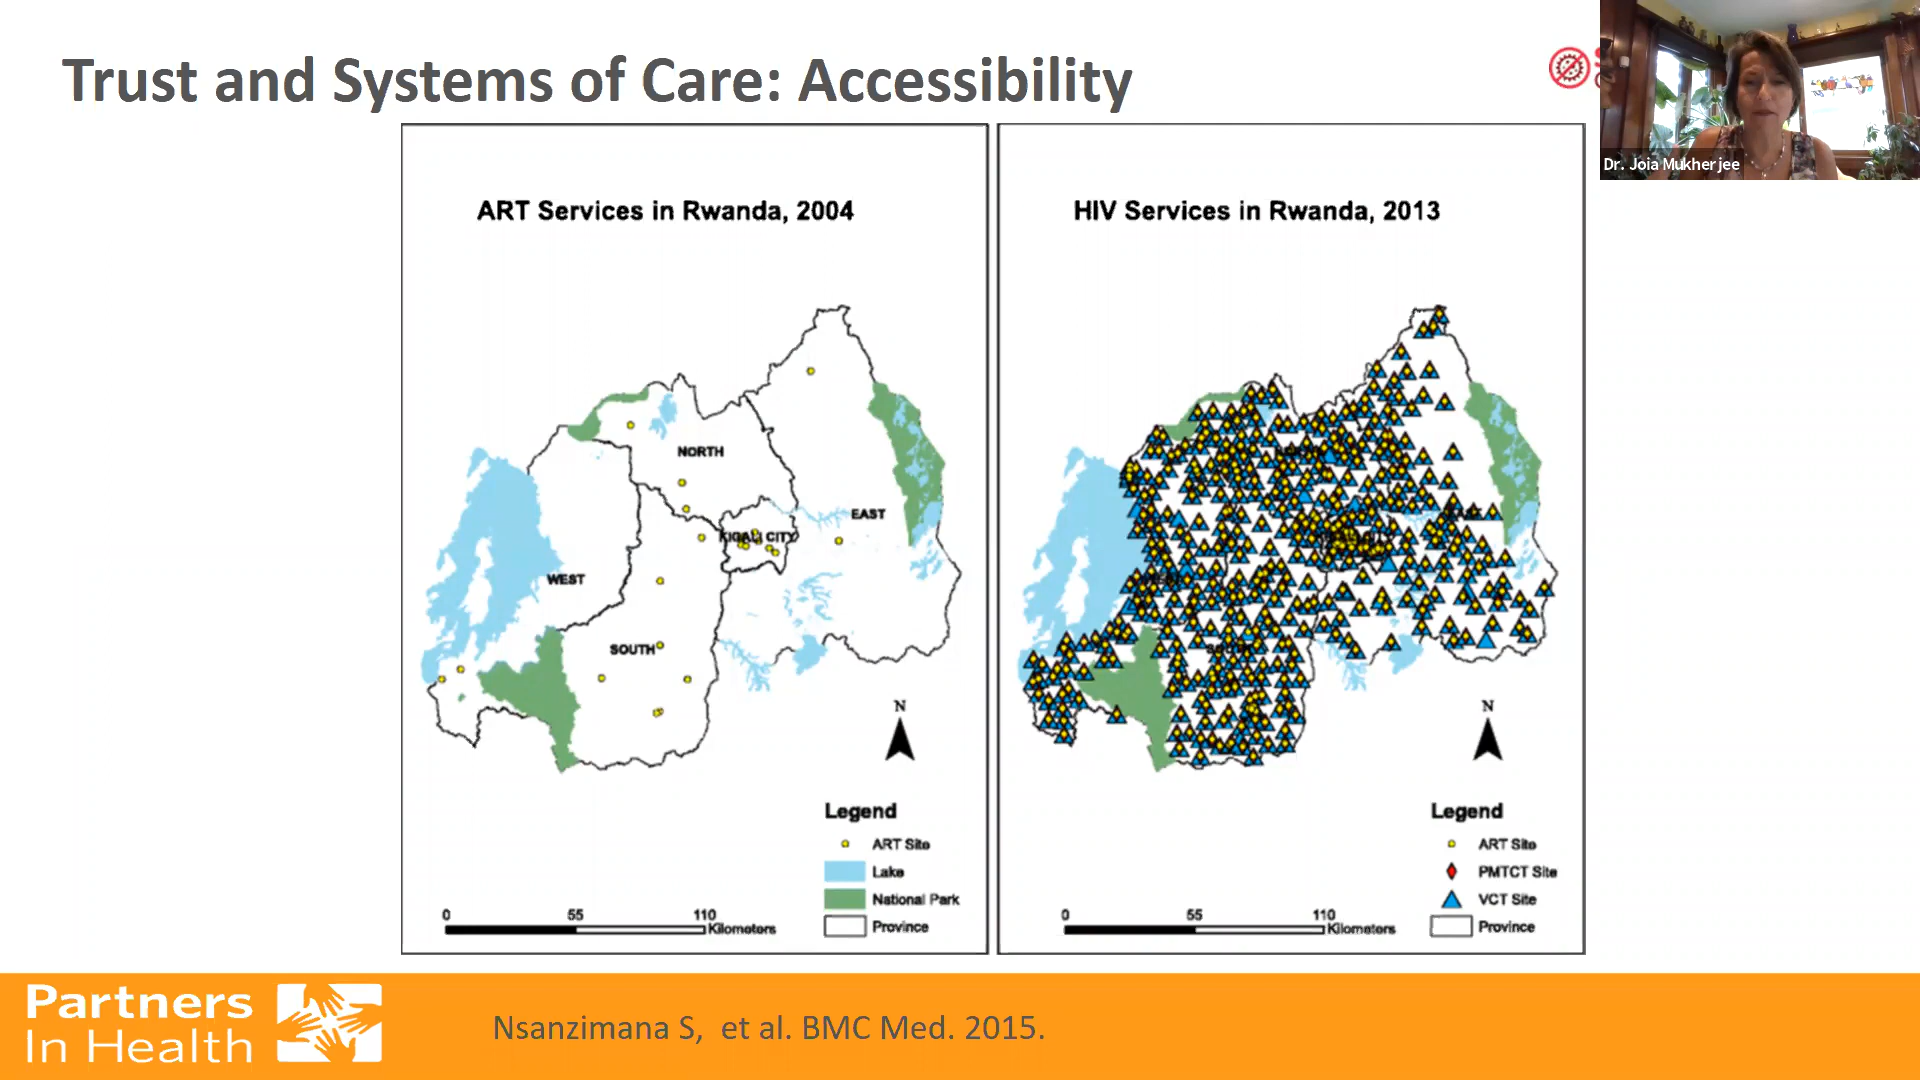 Trust and Systems of Care: Accessibility
Dr. Joia Mukherjee
ART Services in Rwanda, 2004
NORTH
EAST
KIGALI CITY
WEST
SOUTH
N
Legend
ART Site
Lake
National Park
Province
0 55 110
Kilometers
HIV Services in Rwanda, 2013
N
Legend
ART Site
PMTCT Site
VCT Site
Province
0 55 110
Kilometers
Partners
In Health
Nsanzimana S, et al. BMC Med. 2015.